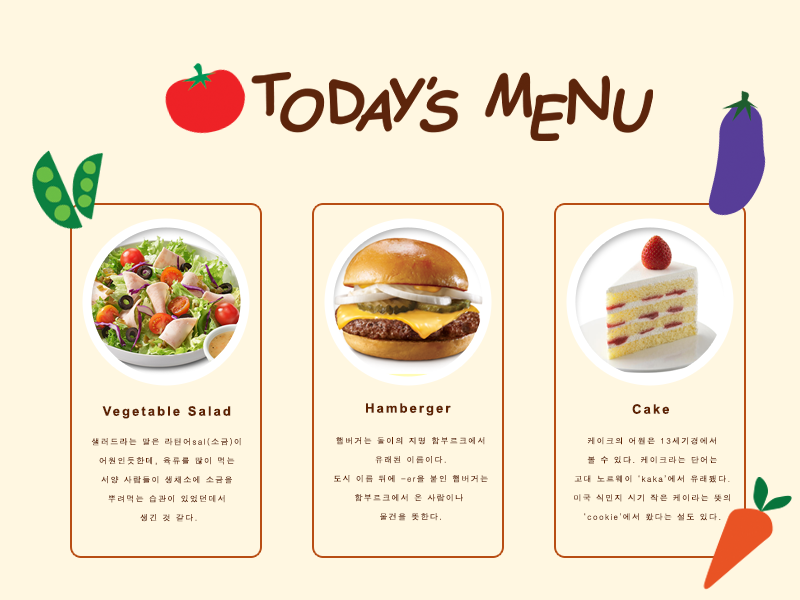 TODAY'S MENU
Vegetable Salad
샐러드라는 말은 라틴어sal(소금)이
어원인듯한데, 육류를 많이 먹는
서양 사람들이 생채소에 소금을
뿌려먹는 습관이 있었던데서
생긴 것 같다.
Hamberger
햄버거는 독일의 지명 함부르크에서
유래된 이름이다.
도시 이름 뒤에 -er을 붙인 햄버거는
함부르크에서 온 사람이나
물건을 뜻한다.
Cake
케이크의 어원은 13세기경에서
볼 수 있다. 케이크라는 단어는
고대 노르웨이 'kaka'에서 유래됐다.
미국 식민지 시기 작은 케이라는 뜻의
'cookie'에서 왔다는 설도 있다.